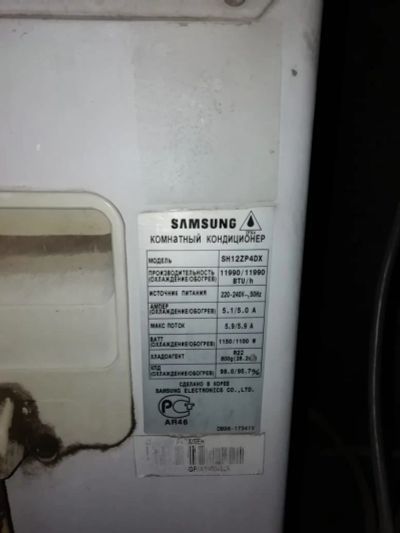 SAMSUNG
КОМНАТНЫЙ КОНДИЦИОНЕР
МОДЕЛЬ SH12ZP4DX
ПРОИЗВОДИТЕЛЬНОСТЬ (ОХЛАЖДЕНИЕ/ОБОГРЕВ) 11990/11990 BTU/h
ИСТОЧНИК ПИТАНИЯ 220-240V~,50Hz
АМПЕР (ОХЛАЖДЕНИЕ/ОБОГРЕВ) 5.1/5.0 A
МАКС ПОТОК 5.9/5.9 A
ВАТТ (ОХЛАЖДЕНИЕ/ОБОГРЕВ) 1150/1100 W
ХЛАДОАГЕНТ R22
КПД (ОХЛАЖДЕНИЕ/ОБОГРЕВ)
СДЕЛАНО В КОРЕЕ
SAMSUNG ELECTRONICS CO.,LTD.
АЯ46